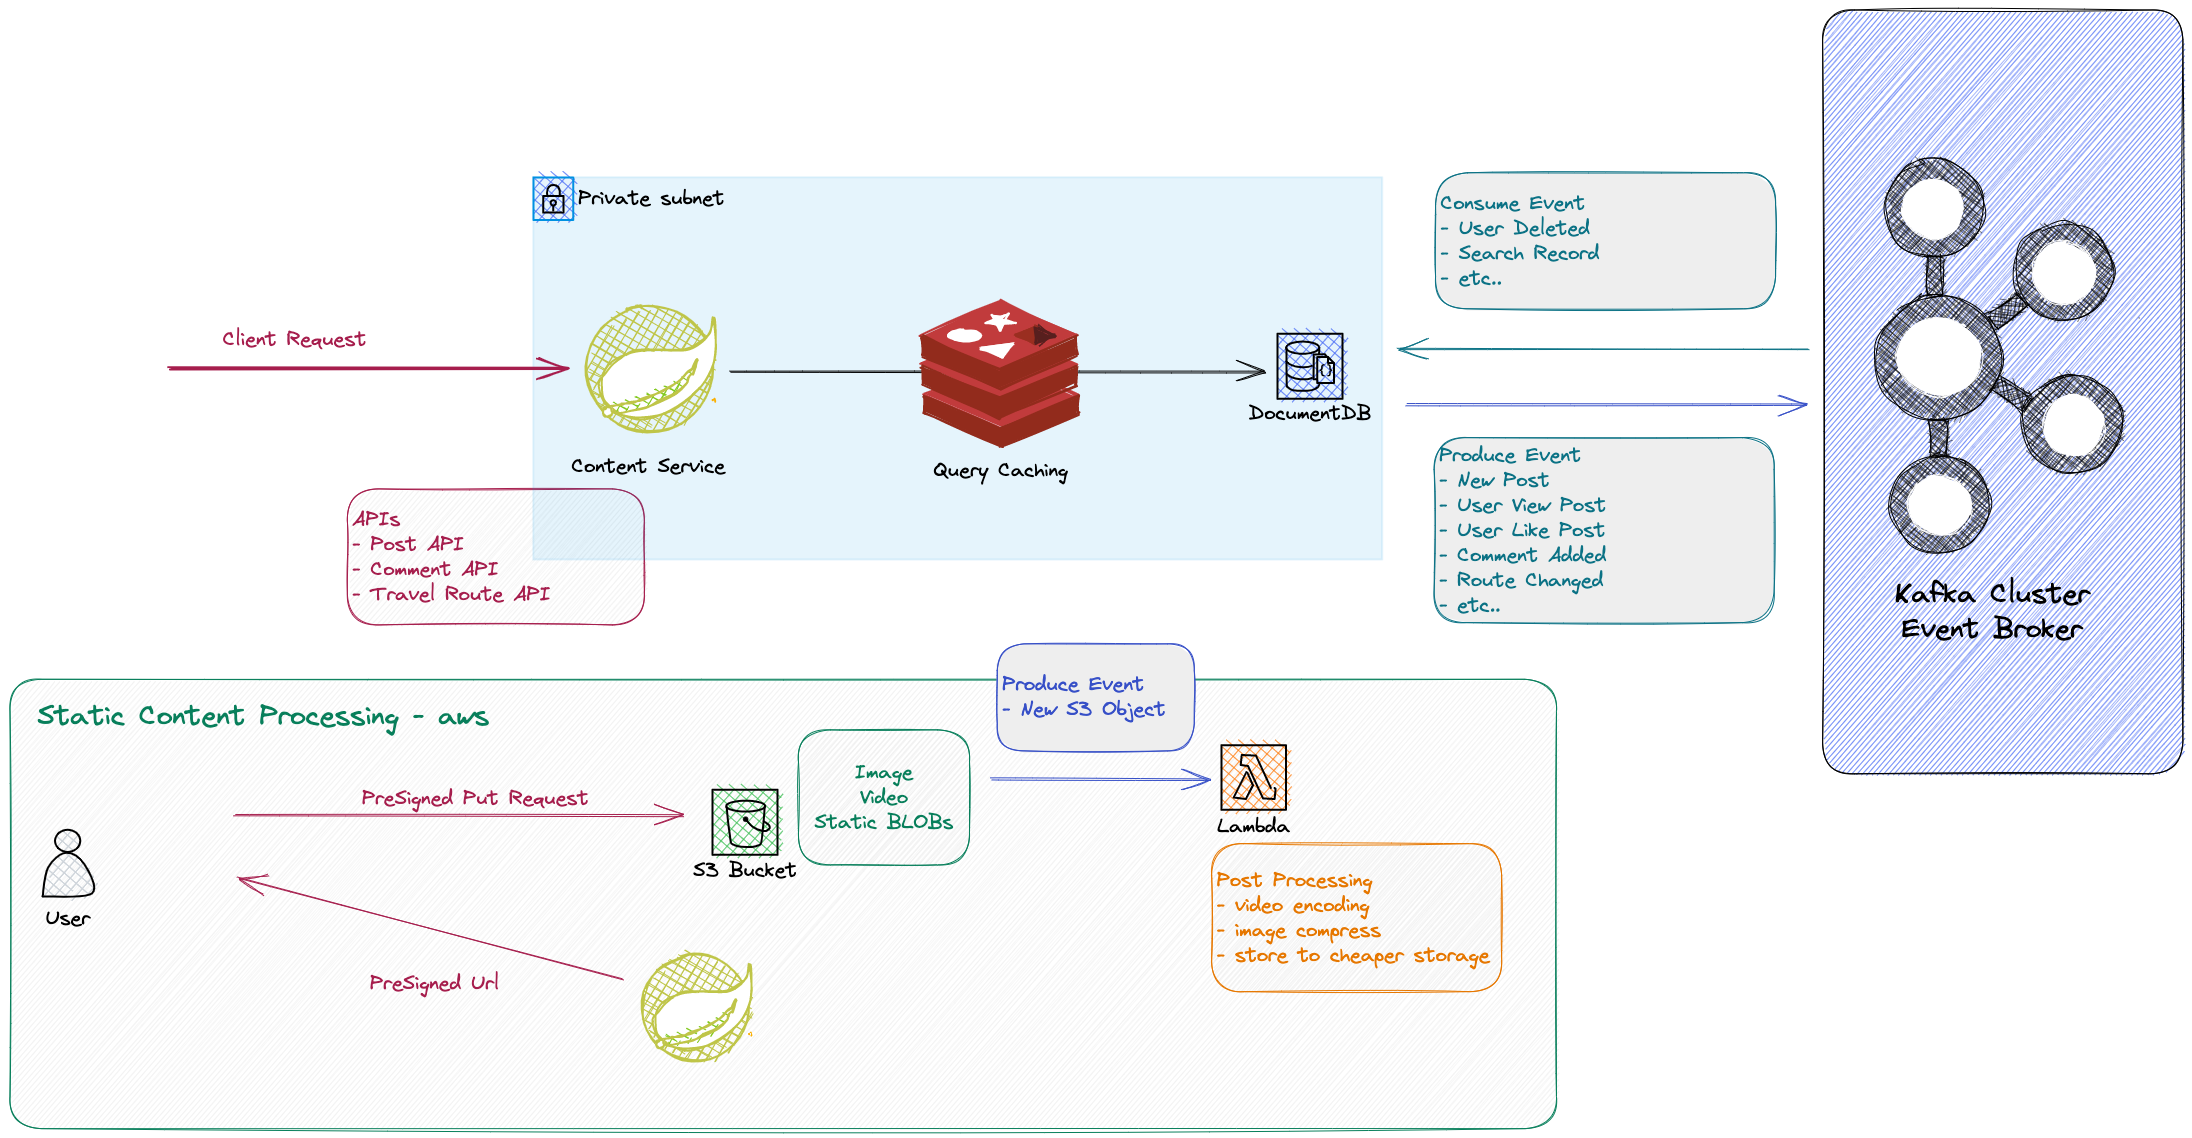 Private subnet
Client Request
Content Service
Query Caching
DocumentDB
APIs
- Post API
- Comment API
- Travel Route API
Consume Event
- User Deleted
- Search Record
- etc..
Produce Event
- New Post
- User View Post
- User Like Post
- Comment Added
- Route Changed
- etc..
Kafka Cluster
Event Broker
Static Content Processing - aws
User
PreSigned Put Request
PreSigned Url
S3 Bucket
Image
Video
Static BLOBs
Produce Event
- New S3 Object
Lambda
Post Processing
- video encoding
- image compress
- store to cheaper storage